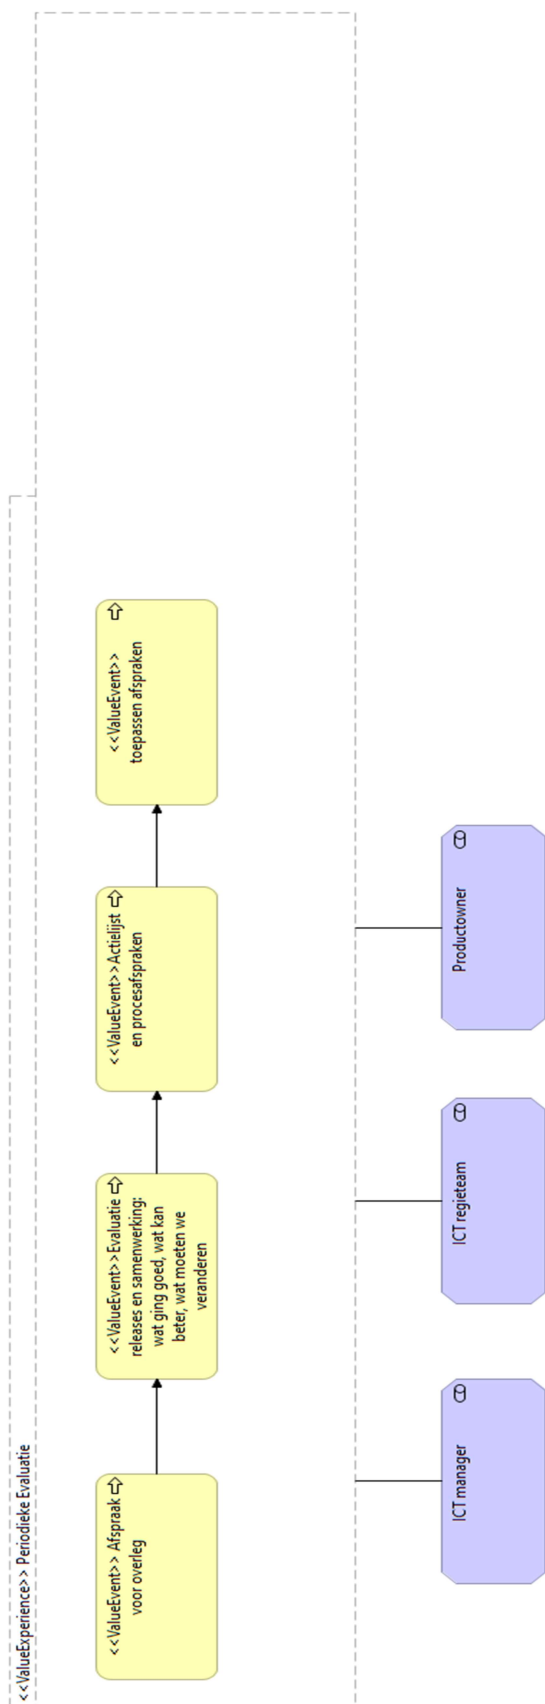 <<ValueExperience>> Periodieke Evaluatie
<<ValueEvent>> Afspraak
voor overleg
<<ValueEvent>> Evaluatie
releases en samenwerking:
wat ging goed, wat kan
beter, wat moeten we
veranderen
<<ValueEvent>> Actielijst
en procesafspraken
<<ValueEvent>>
toepassen afspraken
ICT manager
ICT regieteam
Productowner